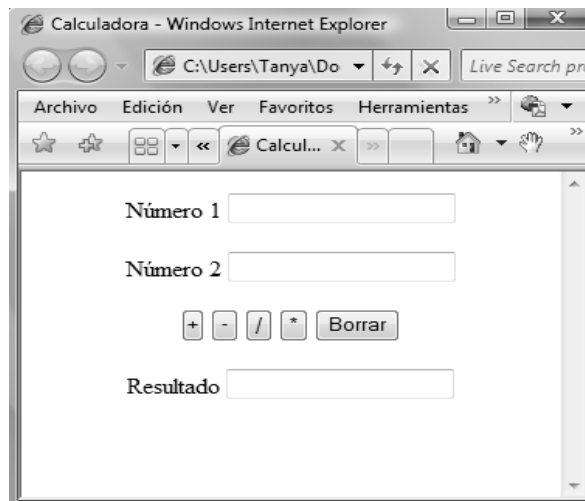 Calculadora - Windows Internet Explorer
C:\Users\Tanya\Do
Live Search pr
Archivo Edición Ver Favoritos Herramientas »
« Calcul... X »
»
Número 1
Número 2
+ - / * Borrar
Resultado